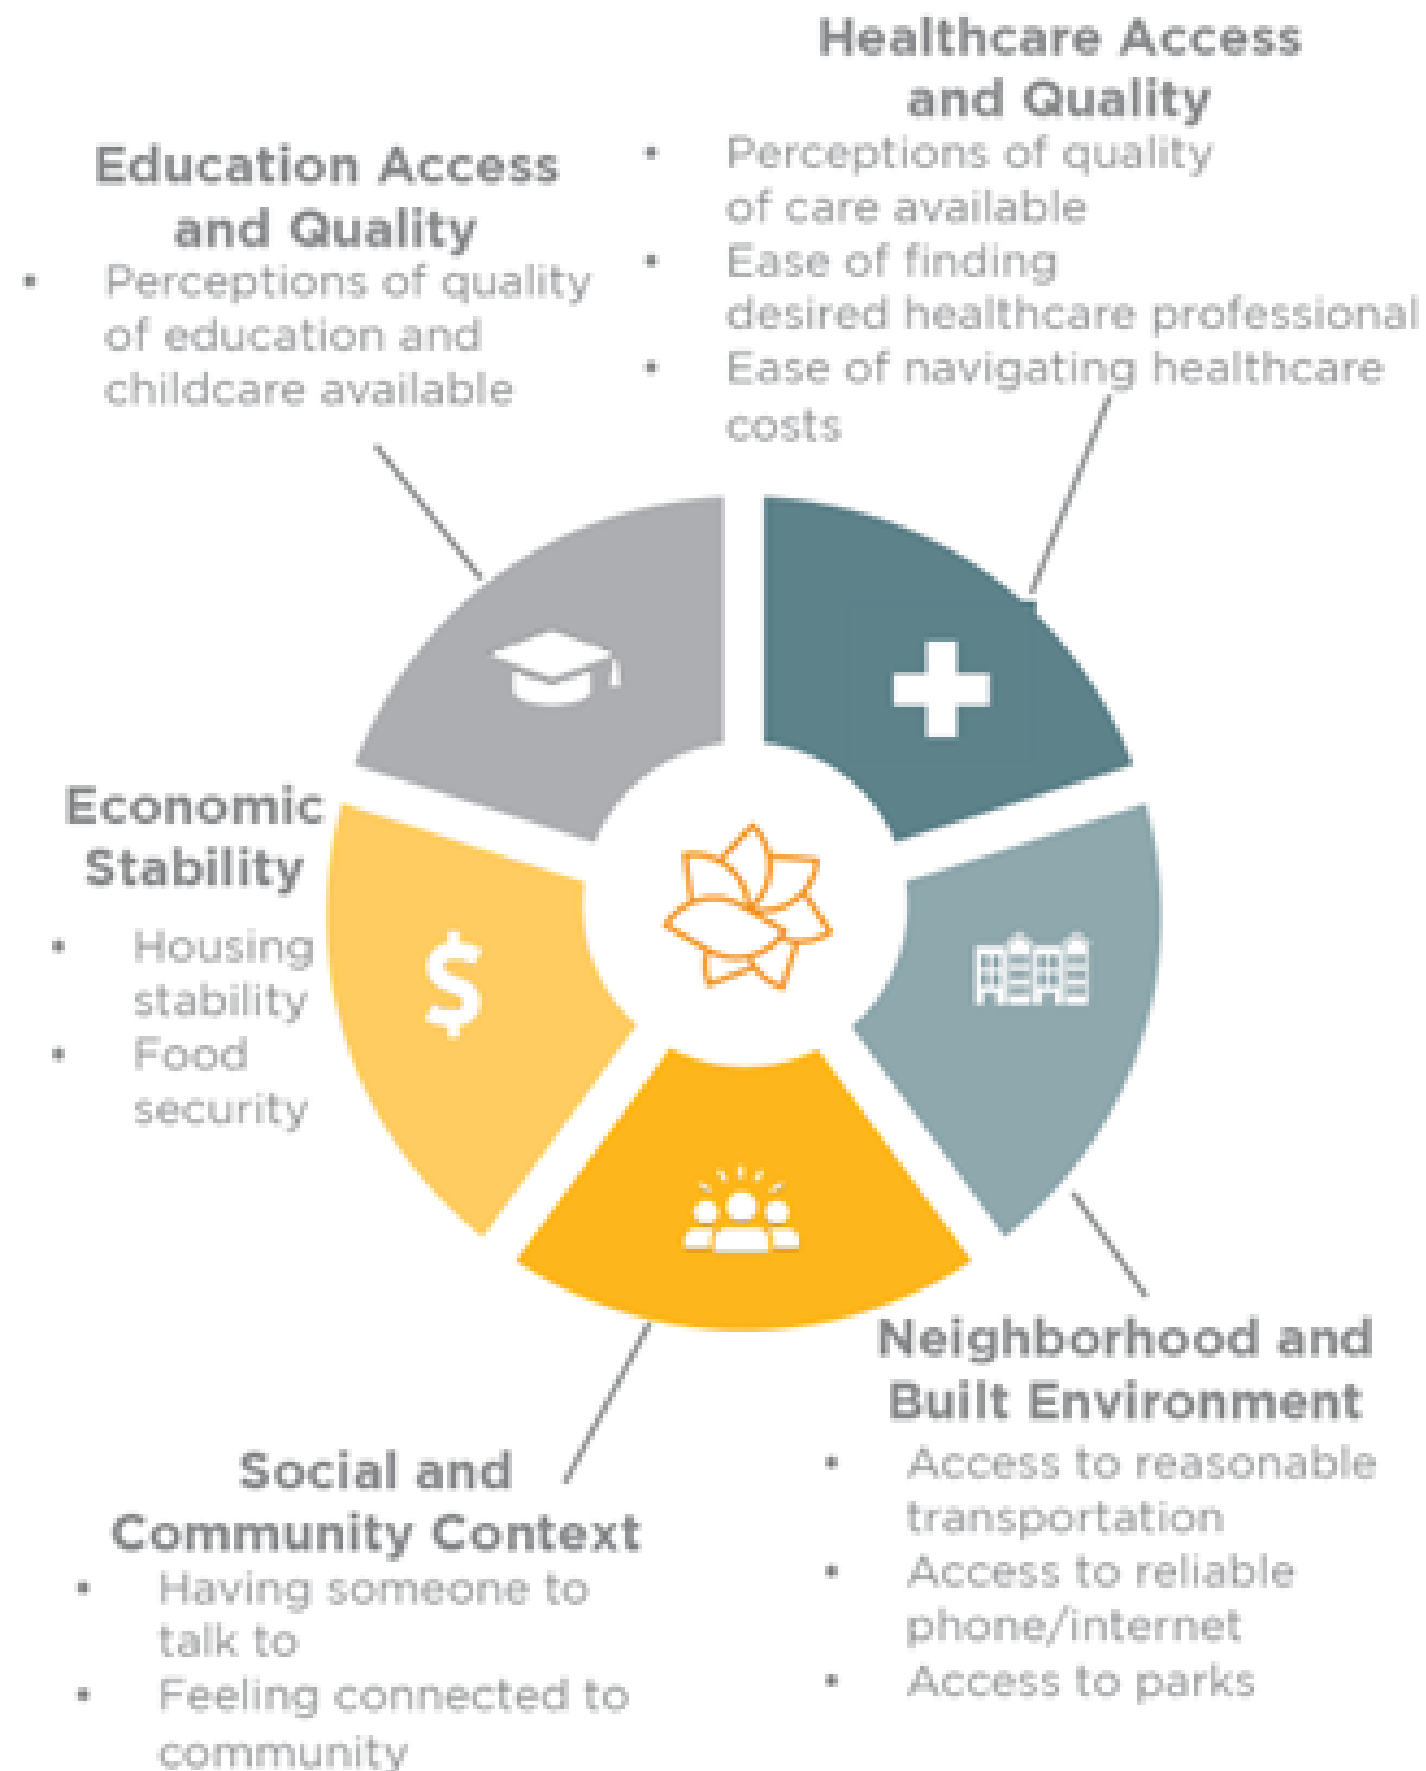 Healthcare Access
and Quality
• Perceptions of quality
of care available
• Ease of finding
desired healthcare professional
• Ease of navigating healthcare
costs
Education Access
and Quality
• Perceptions of quality
of education and
childcare available
Economic
Stability
• Housing
stability
• Food
security
$
Neighborhood and
Built Environment
• Access to reasonable
transportation
• Access to reliable
phone/internet
• Access to parks
Social and
Community Context
• Having someone to
talk to
• Feeling connected to
community